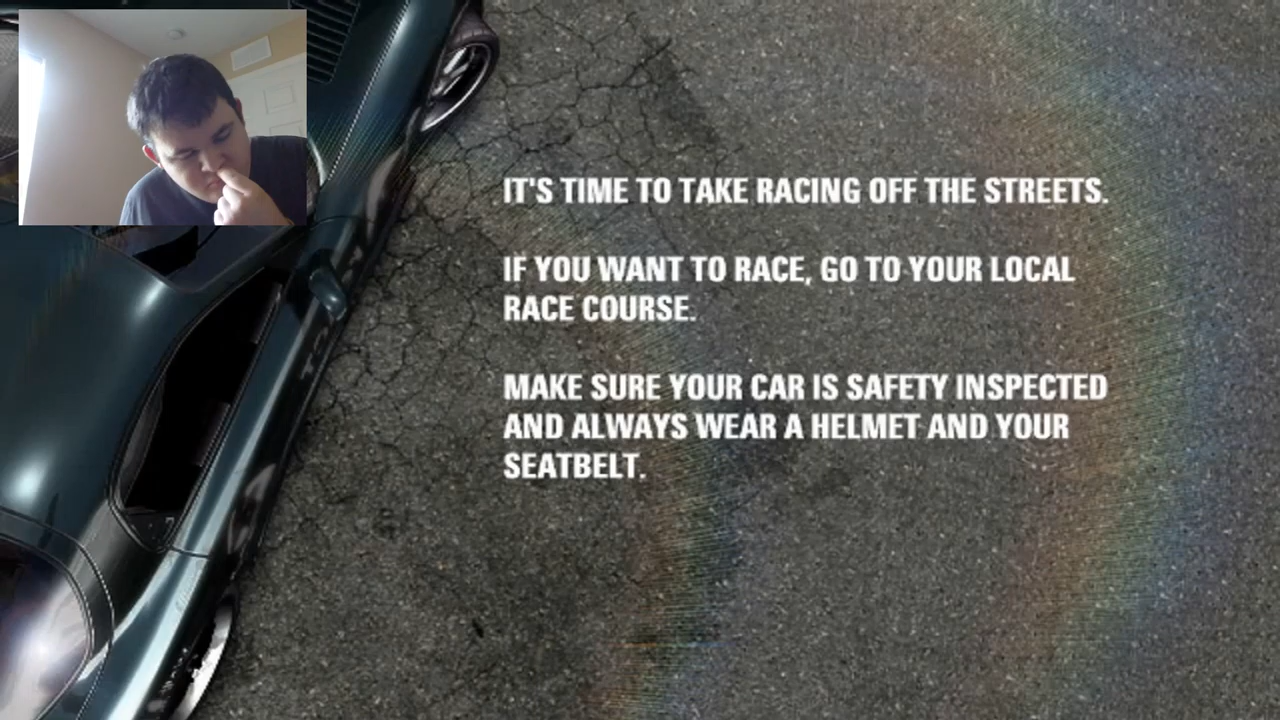 IT'S TIME TO TAKE RACING OFF THE STREETS.
IF YOU WANT TO RACE, GO TO YOUR LOCAL
RACE COURSE.
MAKE SURE YOUR CAR IS SAFETY INSPECTED
AND ALWAYS WEAR A HELMET AND YOUR
SEATBELT.